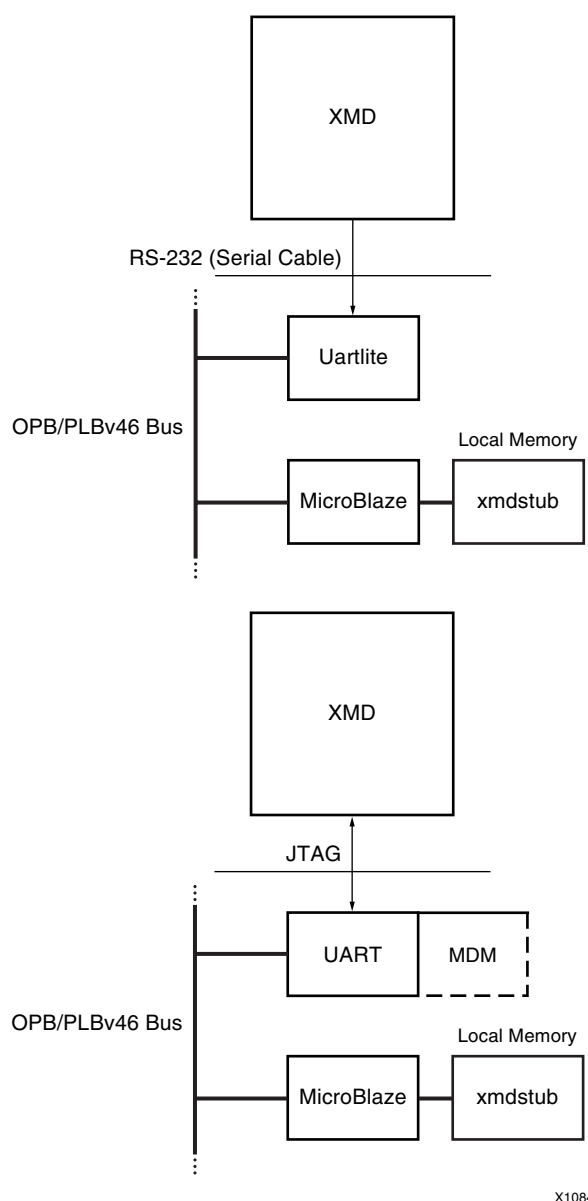 XMD
RS-232 (Serial Cable)
Uartlite
OPB/PLBv46 Bus
Local Memory
MicroBlaze
xmdstub
XMD
JTAG
UART
MDM
OPB/PLBv46 Bus
Local Memory
MicroBlaze
xmdstub